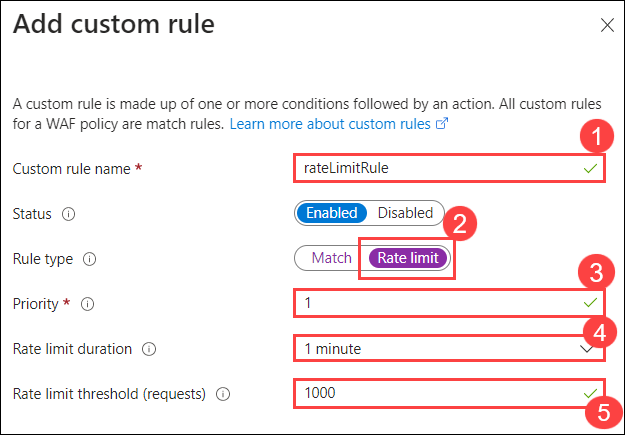 Add custom rule
A custom rule is made up of one or more conditions followed by an action. All custom rules
for a WAF policy are match rules. Learn more about custom rules
1
Custom rule name * rateLimitRule
Status Enabled Disabled
2
Rule type Match Rate limit
3
Priority * 1
4
Rate limit duration 1 minute
Rate limit threshold (requests) 1000
5